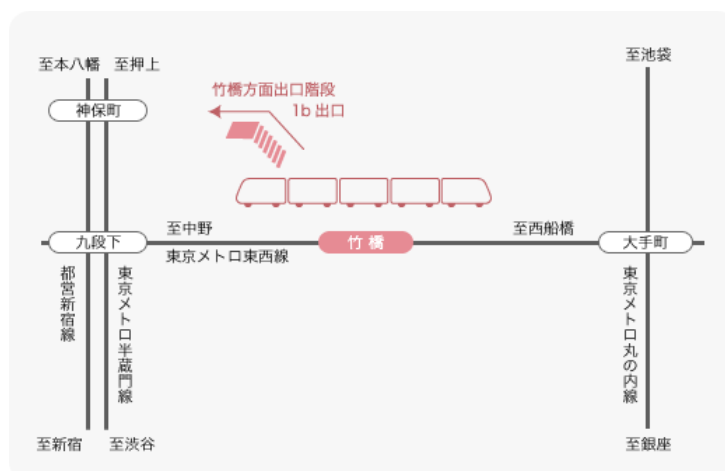 至本八幡
至押上
至池袋
神保町
竹橋方面出口階段
1b 出口
至中野
至西船橋
九段下
竹橋
大手町
東京メトロ東西線
都営新宿線
東京メトロ半蔵門線
東京メトロ丸の内線
至新宿
至渋谷
至銀座